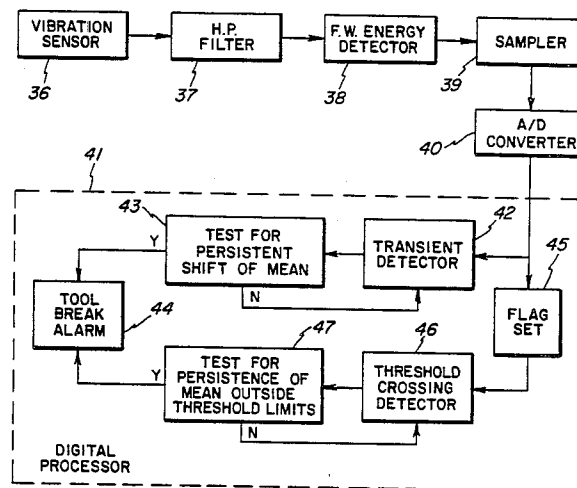 VIBRATION
SENSOR
36
H.P.
FILTER
37
F.W. ENERGY
DETECTOR
38
SAMPLER
39
A/D
CONVERTER
40
41
43
TEST FOR
PERSISTENT
SHIFT OF MEAN
42
TRANSIENT
DETECTOR
45
FLAG
SET
Y
N
TOOL
BREAK
ALARM
44
47
TEST FOR
PERSISTENCE OF
MEAN OUTSIDE
THRESHOLD LIMITS
46
THRESHOLD
CROSSING
DETECTOR
Y
N
DIGITAL
PROCESSOR